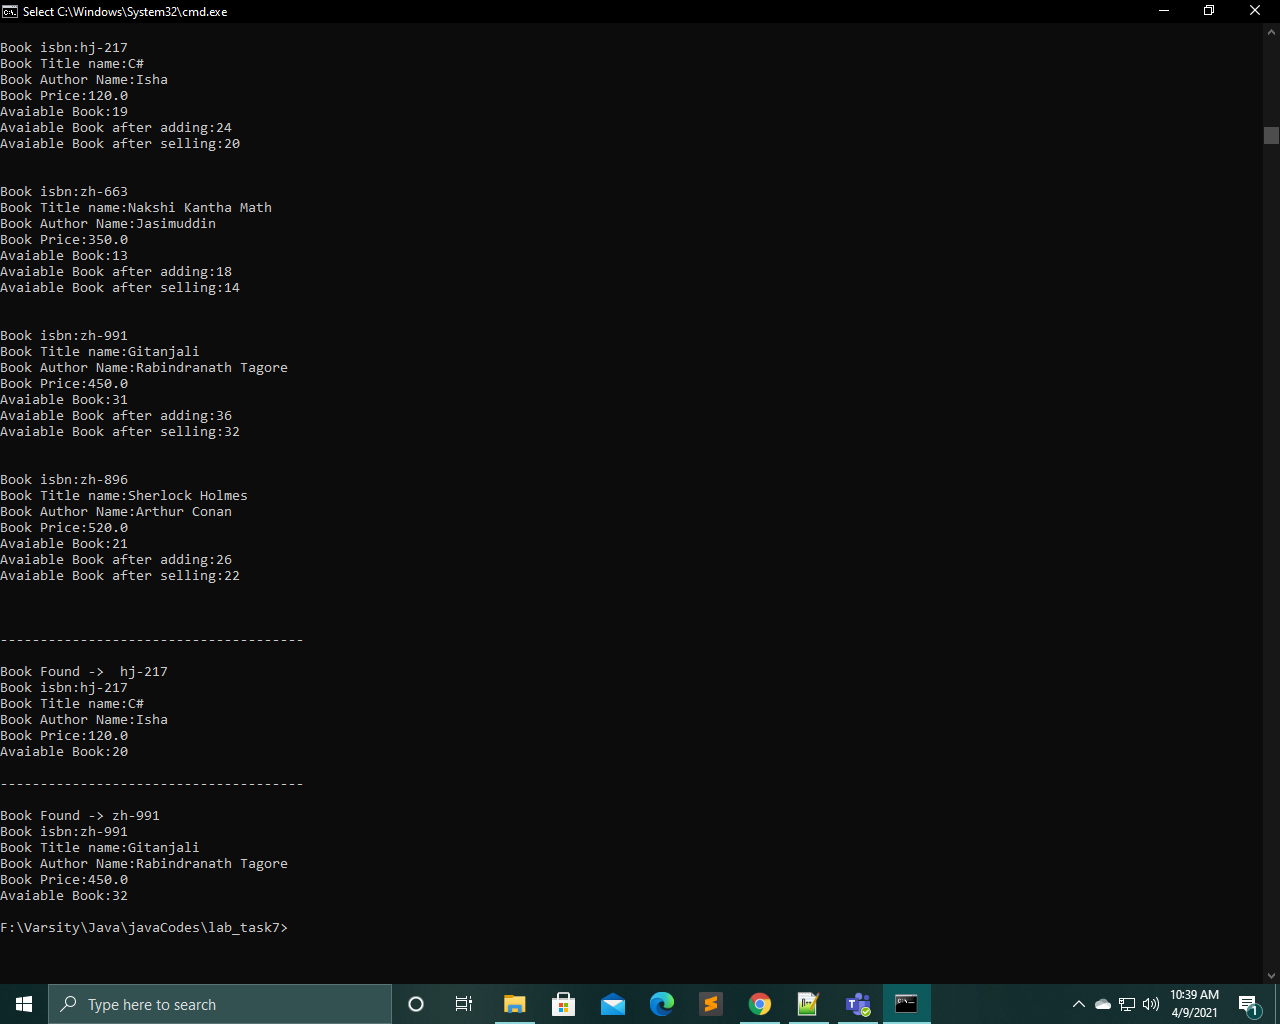 Select C:\Windows\System32\cmd.exe
Book isbn:hj-217
Book Title name:C#
Book Author Name:Isha
Book Price:120.0
Avaiable Book:19
Avaiable Book after adding:24
Avaiable Book after selling:20
Book isbn:zh-663
Book Title name:Nakshi Kantha Math
Book Author Name:Jasimuddin
Book Price:350.0
Avaiable Book:13
Avaiable Book after adding:18
Avaiable Book after selling:14
Book isbn:zh-991
Book Title name:Gitanjali
Book Author Name:Rabindranath Tagore
Book Price:450.0
Avaiable Book:31
Avaiable Book after adding:36
Avaiable Book after selling:32
Book isbn:zh-896
Book Title name:Sherlock Holmes
Book Author Name:Arthur Conan
Book Price:520.0
Avaiable Book:21
Avaiable Book after adding:26
Avaiable Book after selling:22
--------------------------------------
Book Found ->  hj-217
Book isbn:hj-217
Book Title name:C#
Book Author Name:Isha
Book Price:120.0
Avaiable Book:20
--------------------------------------
Book Found -> zh-991
Book isbn:zh-991
Book Title name:Gitanjali
Book Author Name:Rabindranath Tagore
Book Price:450.0
Avaiable Book:32
F:\Varsity\Java\javaCodes\lab_task7>
Type here to search
10:39 AM
4/9/2021
1